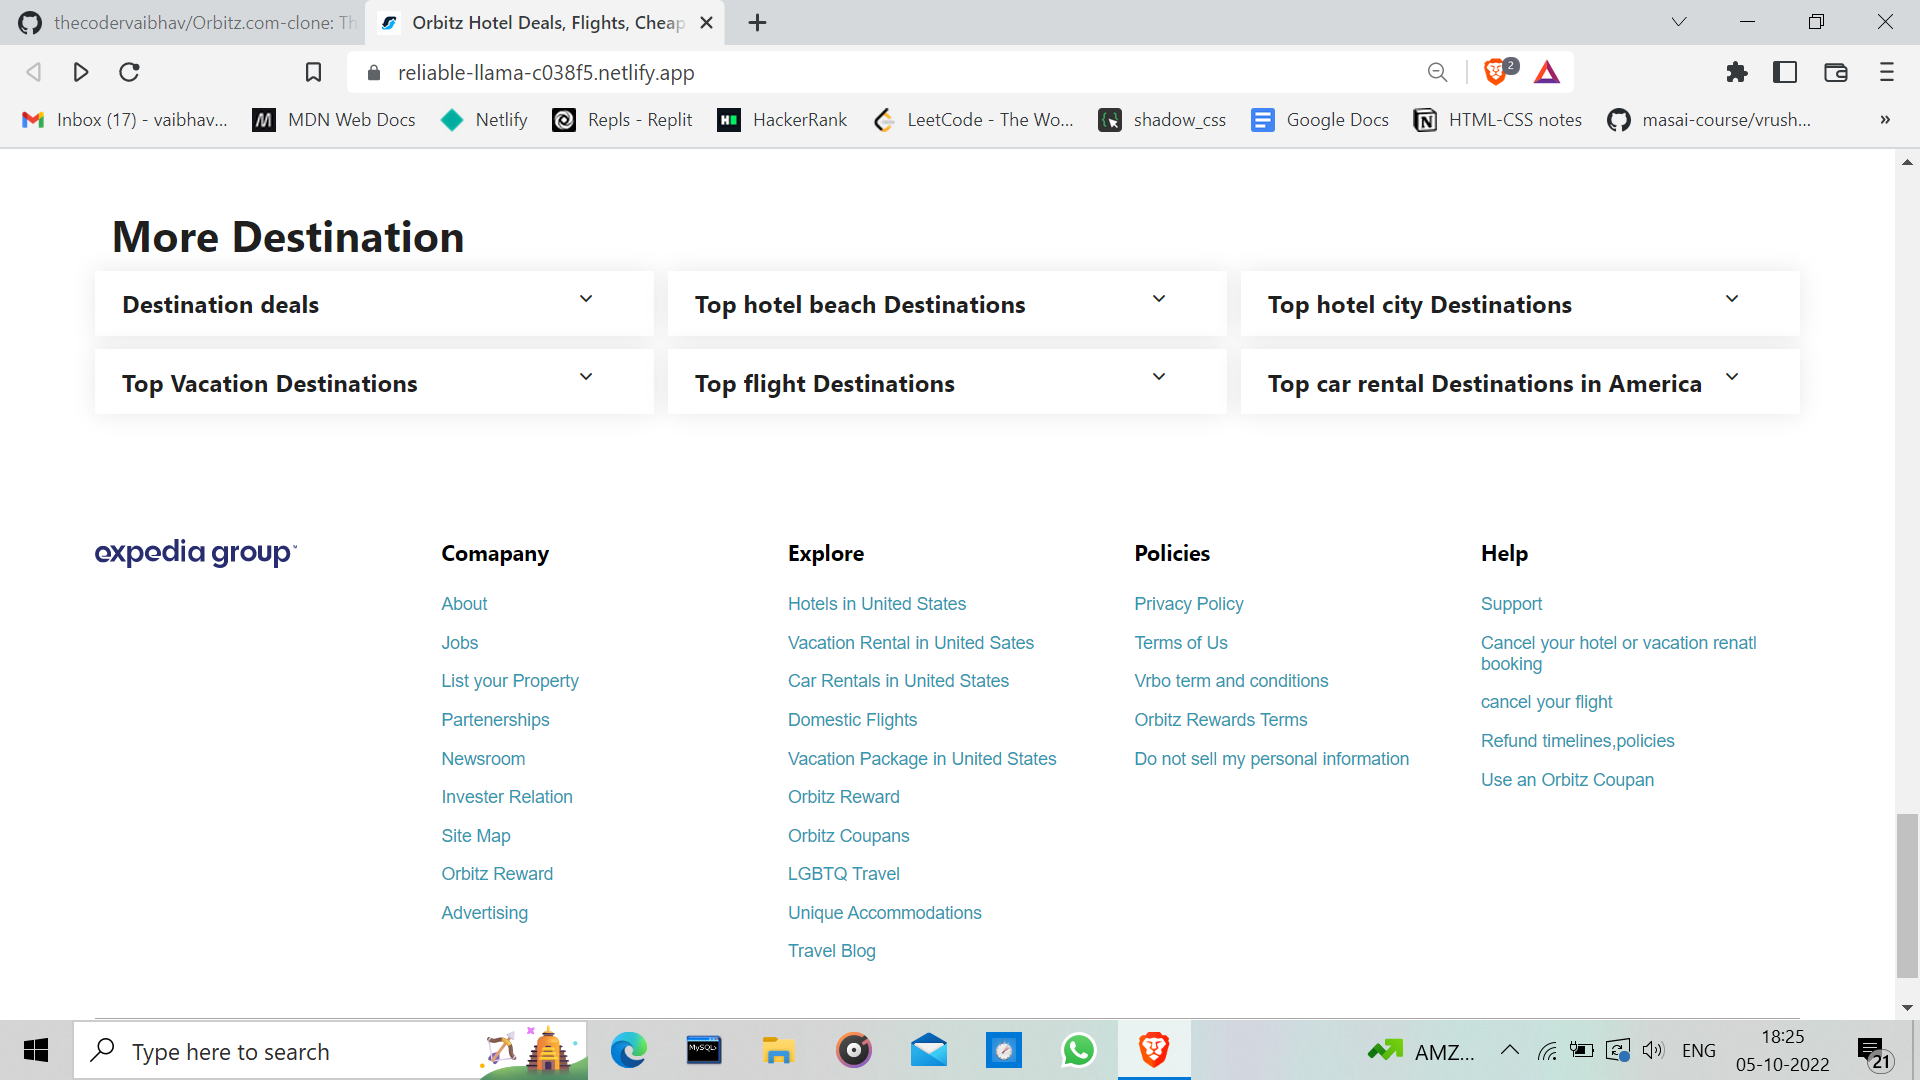 thecodervaibhav/Orbitz.com-clone: Th
Orbitz Hotel Deals, Flights, Cheap
reliable-llama-c038f5.netlify.app
2
Inbox (17) - vaibhav...
MDN Web Docs
Netlify
Repls - Replit
HackerRank
LeetCode - The Wo...
shadow_css
Google Docs
HTML-CSS notes
masai-course/vrush...
»
More Destination
Destination deals
Top hotel beach Destinations
Top hotel city Destinations
Top Vacation Destinations
Top flight Destinations
Top car rental Destinations in America
expedia group™
Comapany
About
Jobs
List your Property
Partenerships
Newsroom
Invester Relation
Site Map
Orbitz Reward
Advertising
Explore
Hotels in United States
Vacation Rental in United Sates
Car Rentals in United States
Domestic Flights
Vacation Package in United States
Orbitz Reward
Orbitz Coupans
LGBTQ Travel
Unique Accommodations
Travel Blog
Policies
Privacy Policy
Terms of Us
Vrbo term and conditions
Orbitz Rewards Terms
Do not sell my personal information
Help
Support
Cancel your hotel or vacation renatl
booking
cancel your flight
Refund timelines,policies
Use an Orbitz Coupan
Type here to search
MySQL>
AMZ...
ENG
18:25
05-10-2022
21